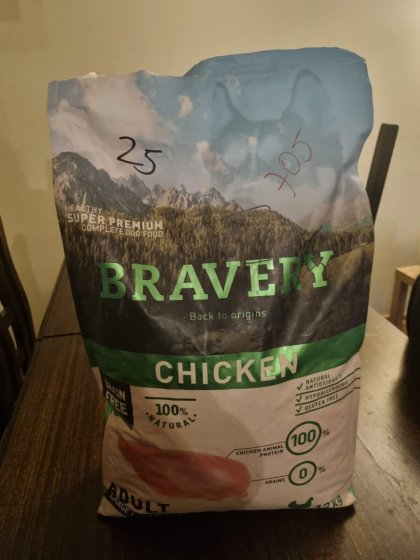 25
705
HEALTHY
SUPER PREMIUM
COMPLETE DOG FOOD
BRAVERY
· Back to origins ·
CHICKEN
GRAIN
FREE
100%
· NATURAL ·
NATURAL
ANTIOXIDANTS
HYPOALLERGENIC
GLUTEN FREE
CHICKEN ANIMAL
PROTEIN
100%
GRAINS
0%
ADULT
kg